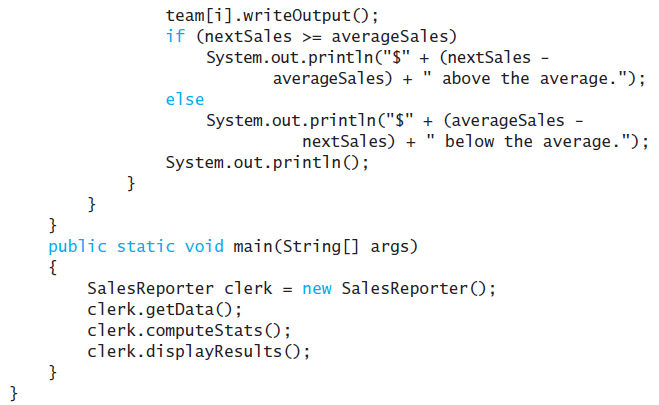 team[i].writeOutput();
                if (nextSales >= averageSales)
                    System.out.println("$" + (nextSales -
                           averageSales) + " above the average.");
                else
                    System.out.println("$" + (averageSales -
                              nextSales) + " below the average.");
                System.out.println();
            }
        }
    }
    public static void main(String[] args)
    {
        SalesReporter clerk = new SalesReporter();
        clerk.getData();
        clerk.computeStats();
        clerk.displayResults();
    }
}